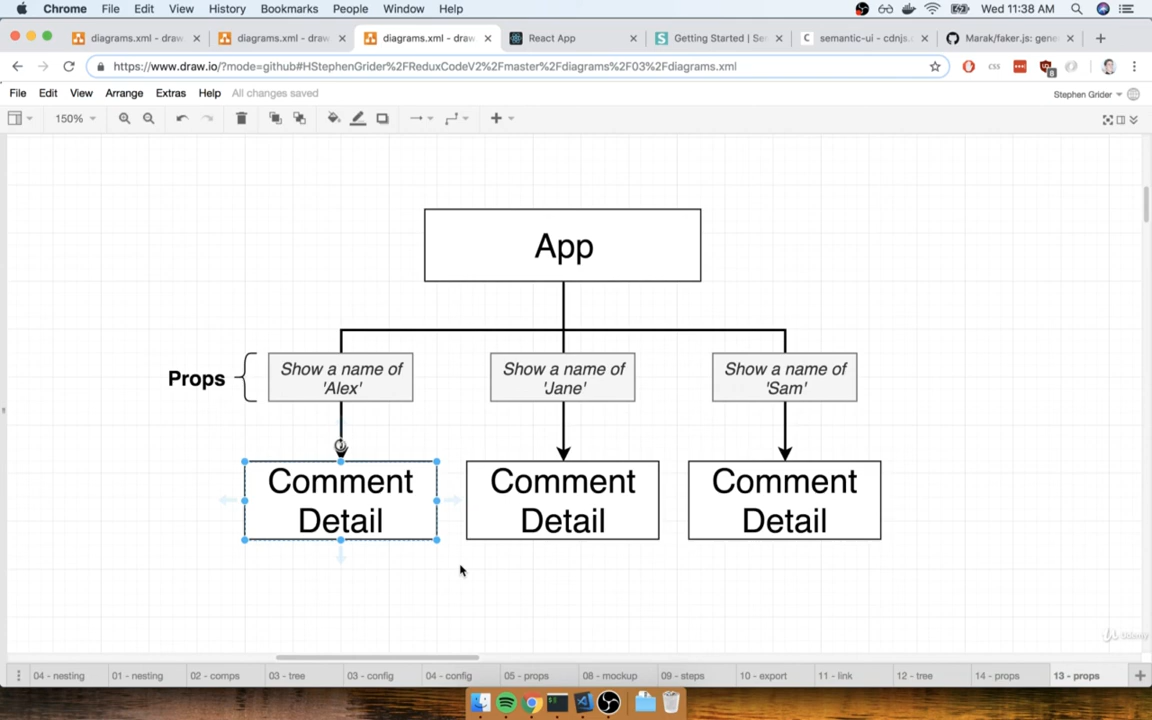 Chrome File Edit View History Bookmarks People Window Help Wed 11:38 AM
diagrams.xml - draw diagrams.xml - draw diagrams.xml - draw React App Getting Started | Se semantic-ui - cdnjs. Marak/faker.js: gene
https://www.draw.io/?mode=github#HStephenGrider%2FReduxCodeV2%2Fmaster%2Fdiagrams%2F03%2Fdiagrams.xml
css
8
File Edit View Arrange Extras Help All changes saved Stephen Grider
150%
App
Props
Show a name of
'Alex'
Show a name of
'Jane'
Show a name of
'Sam'
Comment
Detail
Comment
Detail
Comment
Detail
Udemy
04 - nesting 01 - nesting 02 - comps 03 - tree 03 - config 04 - config 05 - props 08 - mockup 09 - steps 10 - export 11 - link 12 - tree 14 - props 13 - props